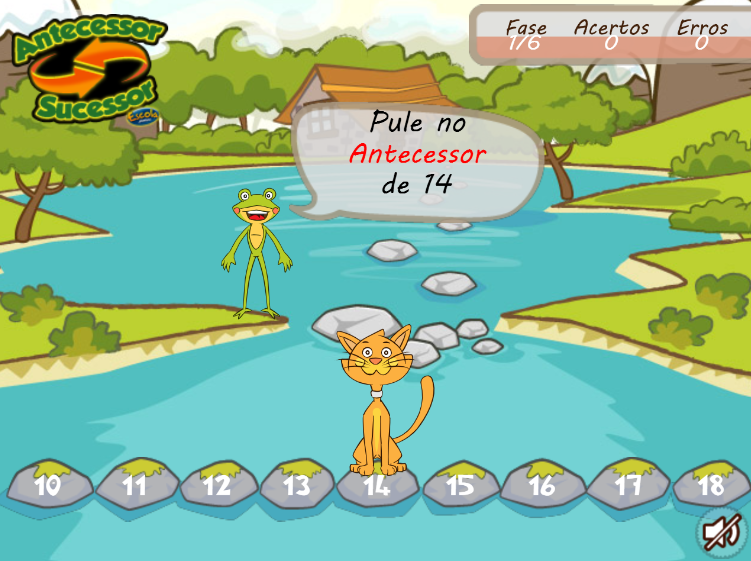 Antecessor
Sucessor
Escola
Fase Acertos Erros
1/6 0 0
Pule no
Antecessor
de 14
10 11 12 13 14 15 16 17 18